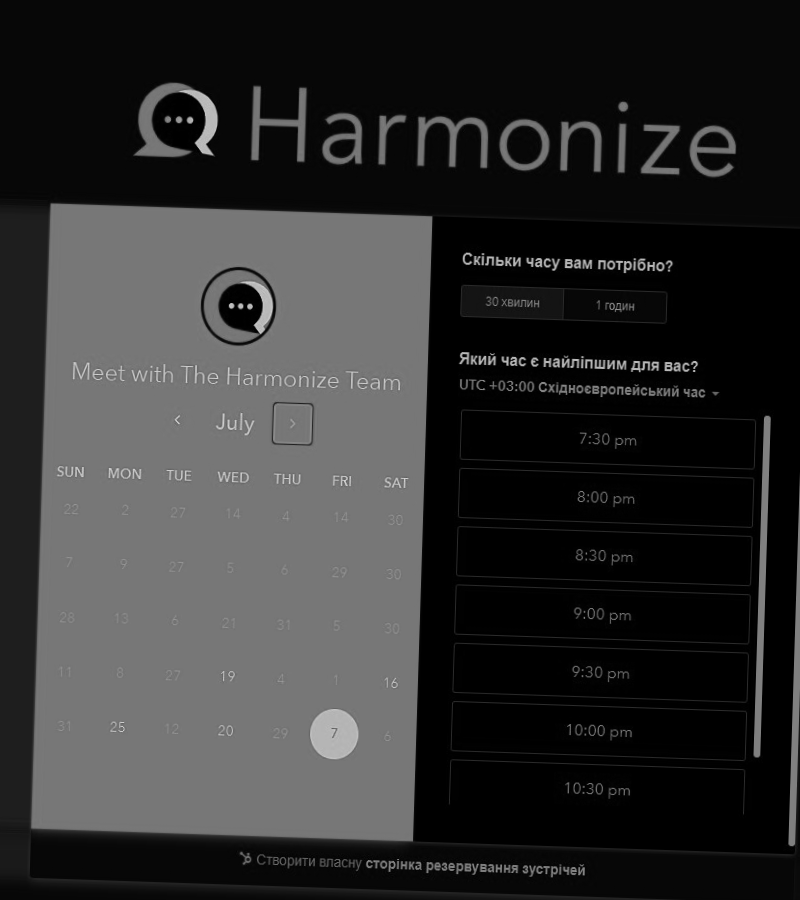 Harmonize
Meet with The Harmonize Team
July
SUN MON TUE WED THU FRI SAT
22 2 27 14 4 14 30
7 9 27 5 6 29 30
28 13 6 21 31 5 30
11 8 27 19 4 1 16
31 25 12 20 29 7 6
Скільки часу вам потрібно?
30 хвилин 1 годин
Який час є найліпшим для вас?
UTC +03:00 Східноєвропейський час
7:30 pm
8:00 pm
8:30 pm
9:00 pm
9:30 pm
10:00 pm
10:30 pm
Створити власну сторінка резервування зустрічей